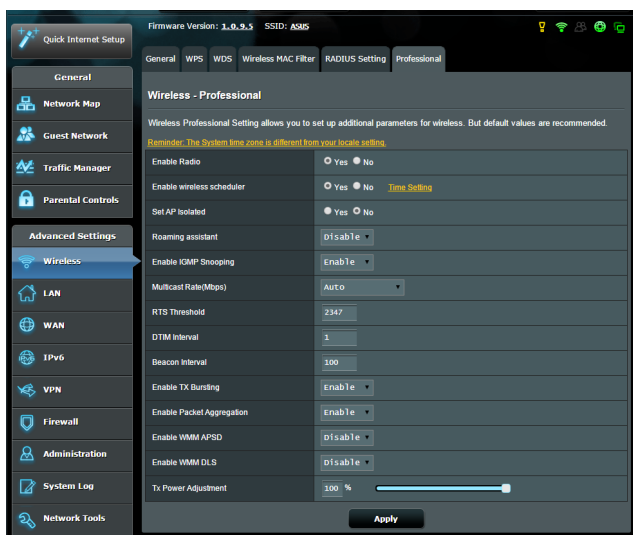 Quick Internet Setup
Firmware Version: 1.0.9.5 SSID: ASUS
General WPS WDS Wireless MAC Filter RADIUS Setting Professional
General
Network Map
Guest Network
Traffic Manager
Parental Controls
Advanced Settings
Wireless
LAN
WAN
IPv6
VPN
Firewall
Administration
System Log
Network Tools
Wireless - Professional
Wireless Professional Setting allows you to set up additional parameters for wireless. But default values are recommended.
Reminder: The System time zone is different from your locale setting.
Enable Radio Yes No
Enable wireless scheduler Yes No Time Setting
Set AP Isolated Yes No
Roaming assistant Disable
Enable IGMP Snooping Enable
Multicast Rate(Mbps) Auto
RTS Threshold 2347
DTIM Interval 1
Beacon Interval 100
Enable TX Bursting Enable
Enable Packet Aggregation Enable
Enable WMM APSD Disable
Enable WMM DLS Disable
Tx Power Adjustment 100 %
Apply